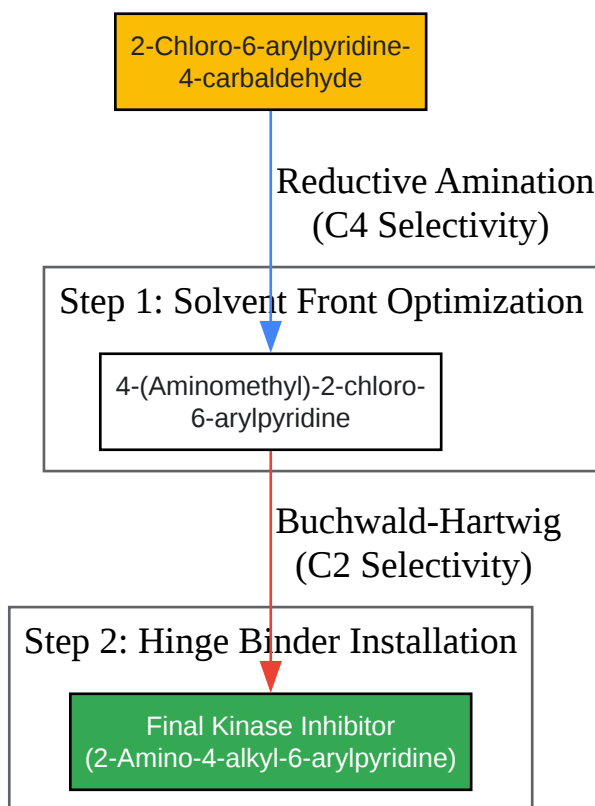 2-Chloro-6-arylpyridine-
4-carbaldehyde
Reductive Amination
(C4 Selectivity)
Step 1: Solvent Front Optimization
4-(Aminomethyl)-2-chloro-
6-arylpyridine
Buchwald-Hartwig
(C2 Selectivity)
Step 2: Hinge Binder Installation
Final Kinase Inhibitor
(2-Amino-4-alkyl-6-arylpyridine)